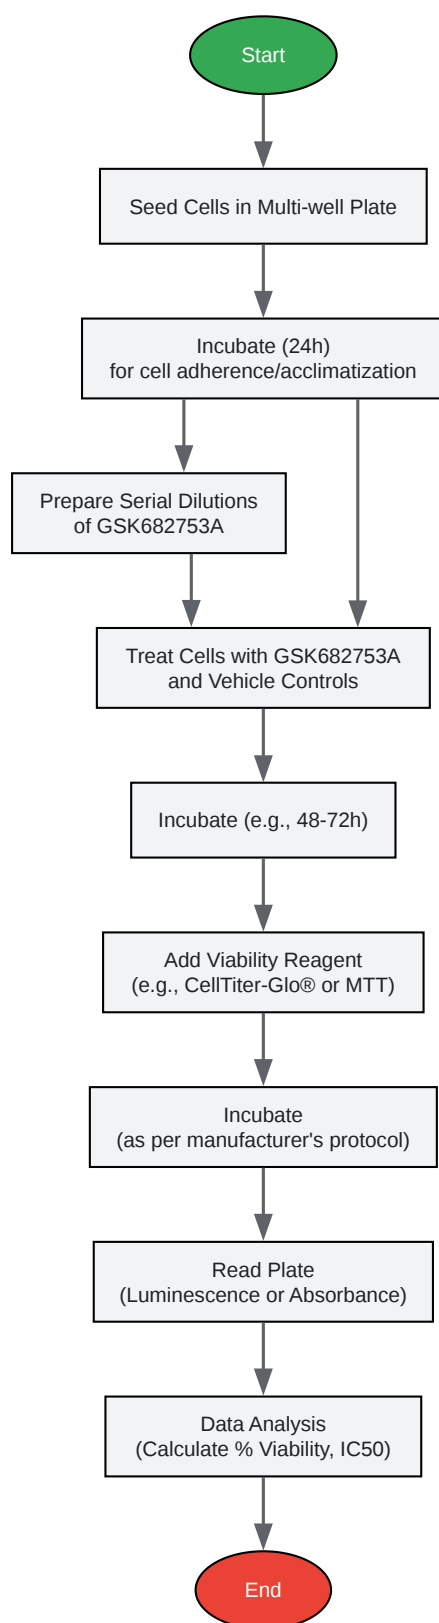 Start
Seed Cells in Multi-well Plate
Incubate (24h)
for cell adherence/acclimatization
Prepare Serial Dilutions
of GSK682753A
Treat Cells with GSK682753A
and Vehicle Controls
Incubate (e.g., 48-72h)
Add Viability Reagent
(e.g., CellTiter-Glo® or MTT)
Incubate
(as per manufacturer's protocol)
Read Plate
(Luminescence or Absorbance)
Data Analysis
(Calculate % Viability, IC50)
End